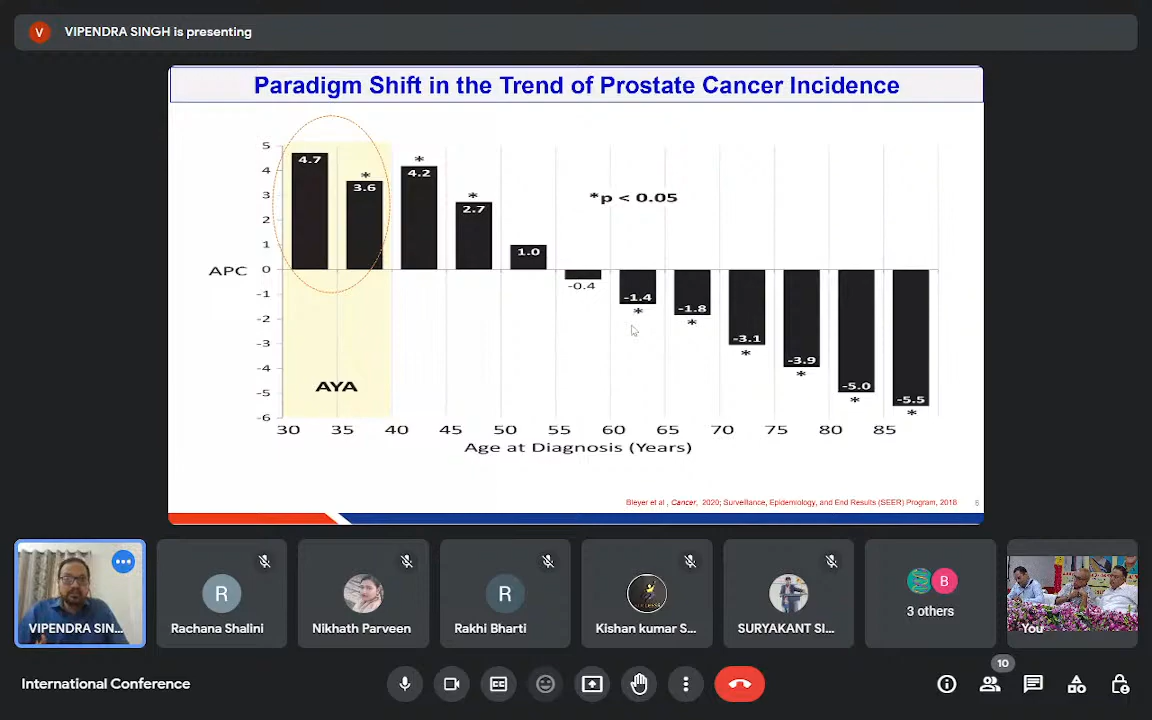 V
VIPENDRA SINGH is presenting
Paradigm Shift in the Trend of Prostate Cancer Incidence
5
4
3
2
1
APC 0
-1
-2
-3
-4
-5
-6
4.7
*
3.6
*
4.2
*
2.7
1.0
-0.4
-1.4
*
-1.8
*
-3.1
*
-3.9
*
-5.0
*
-5.5
*
*p < 0.05
AYA
30 35 40 45 50 55 60 65 70 75 80 85
Age at Diagnosis (Years)
Bleyer et al , Cancer, 2020; Surveillance, Epidemiology, and End Results (SEER) Program, 2018 6
VIPENDRA SIN...
R
Rachana Shalini
Nikhath Parveen
R
Rakhi Bharti
Kishan kumar S...
SURYAKANT SI...
B
3 others
You
International Conference
CC
10